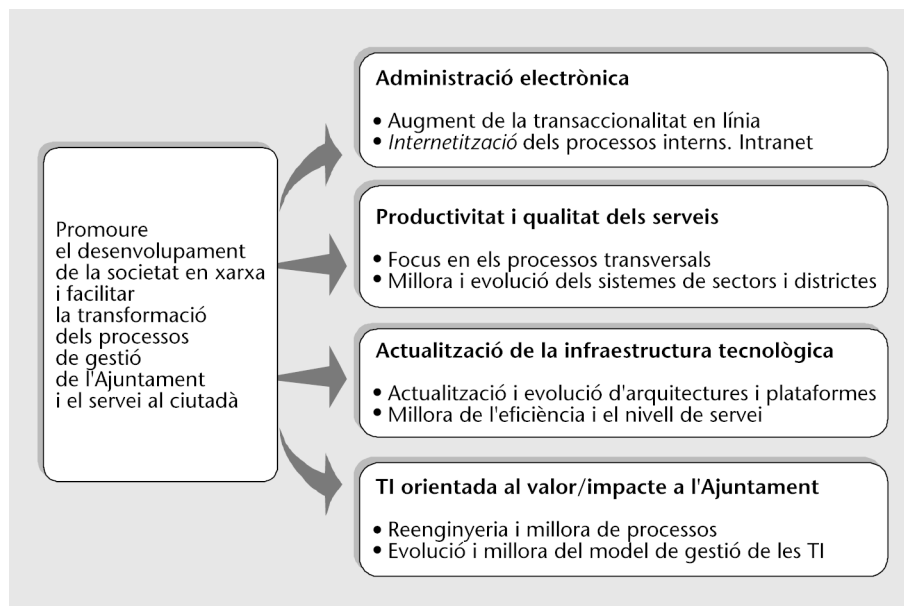 Promoure
el desenvolupament
de la societat en xarxa
i facilitar
la transformació
dels processos
de gestió
de l'Ajuntament
i el servei al ciutadà
Administració electrònica
• Augment de la transaccionalitat en línia
• Internetització dels processos interns. Intranet
Productivitat i qualitat dels serveis
• Focus en els processos transversals
• Millora i evolució dels sistemes de sectors i districtes
Actualització de la infraestructura tecnològica
• Actualització i evolució d'arquitectures i plataformes
• Millora de l'eficiència i el nivell de servei
TI orientada al valor/impacte a l'Ajuntament
• Reenginyeria i millora de processos
• Evolució i millora del model de gestió de les TI